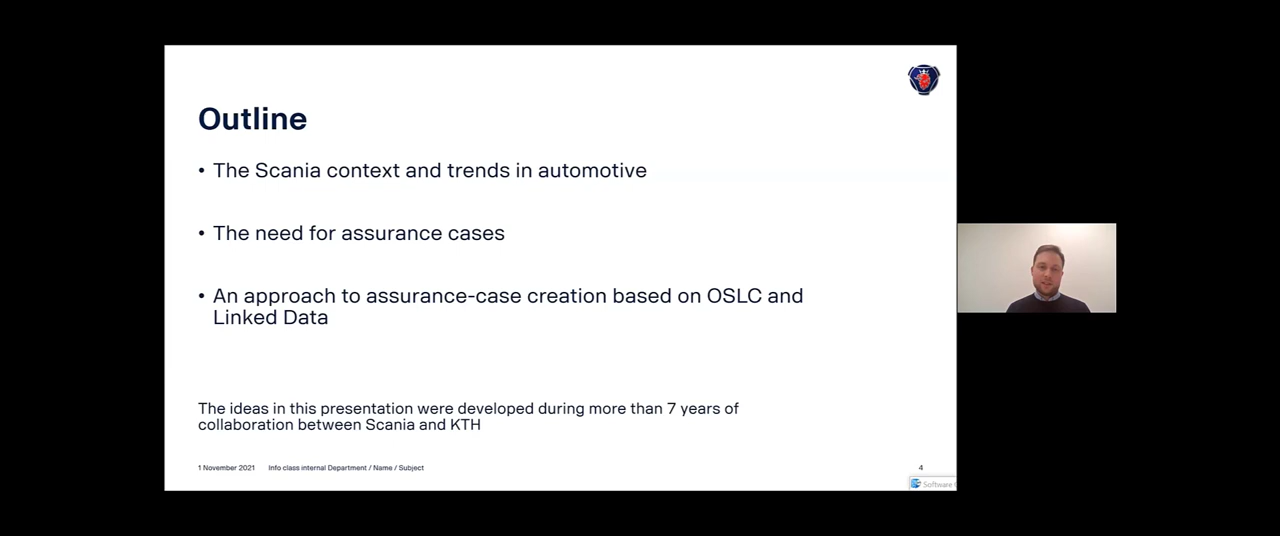 Outline
• The Scania context and trends in automotive
• The need for assurance cases
• An approach to assurance-case creation based on OSLC and
Linked Data
The ideas in this presentation were developed during more than 7 years of
collaboration between Scania and KTH
1 November 2021 Info class internal Department / Name / Subject
4
Software